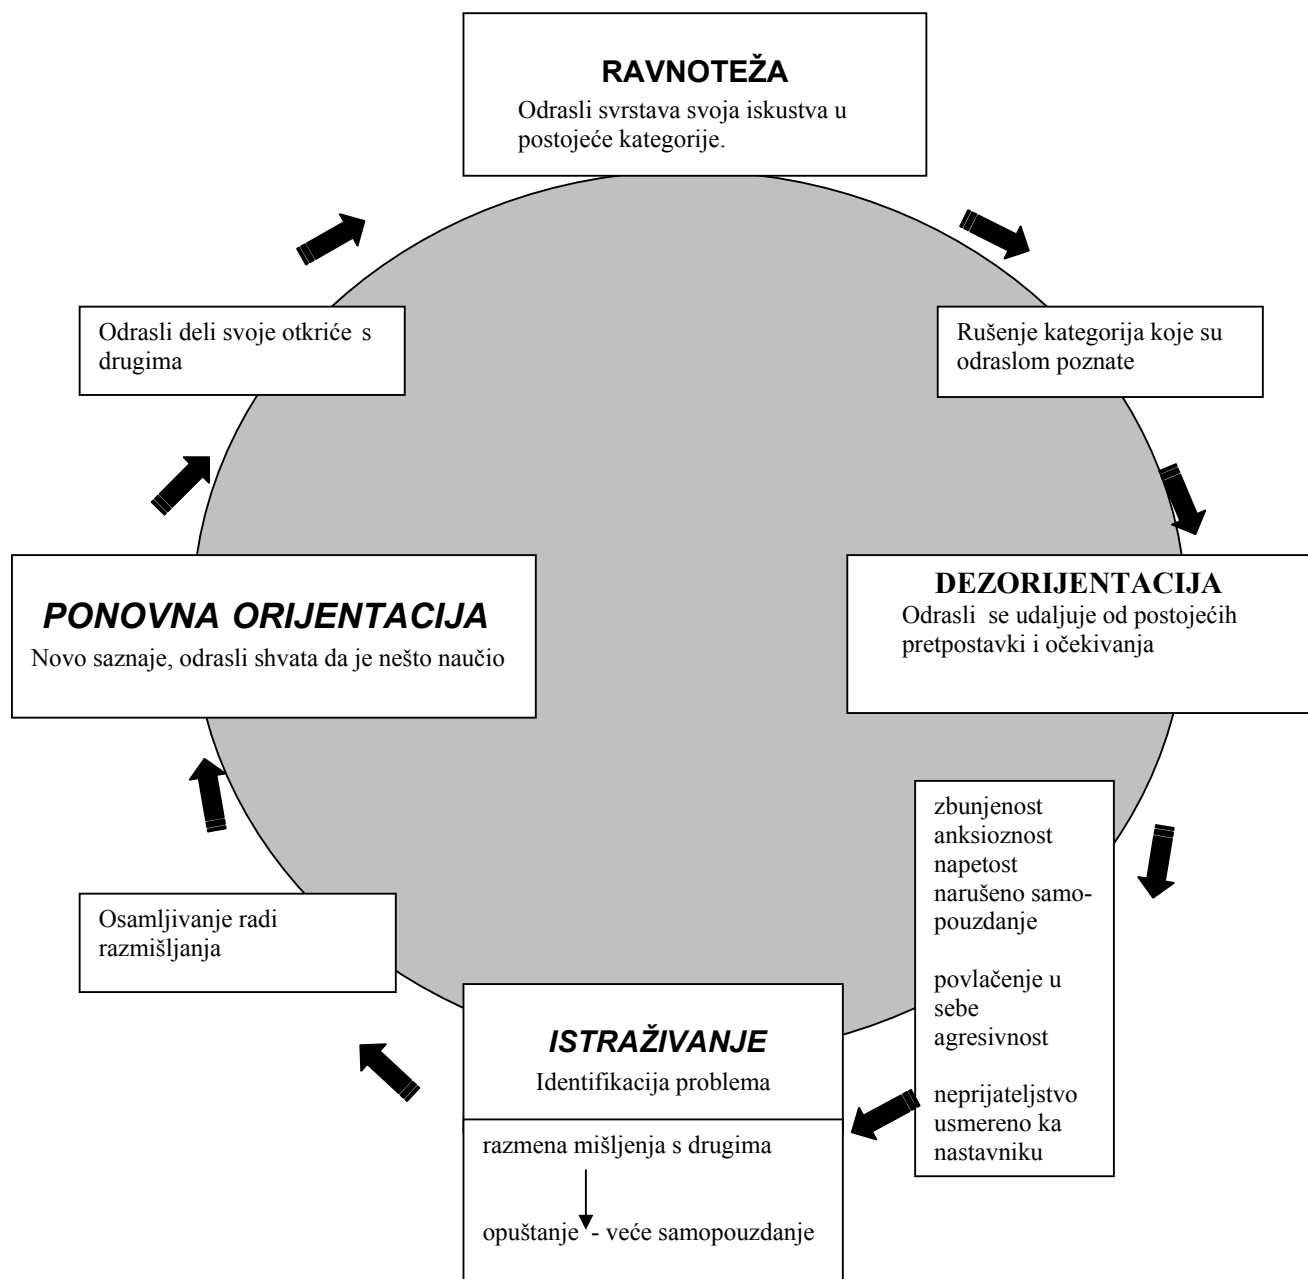 RAVNOTEŽA
Odrasli svrstava svoja iskustva u
postojeće kategorije.
Rušenje kategorija koje su
odraslom poznate
DEZORIJENTACIJA
Odrasli se udaljuje od postojećih
pretpostavki i očekivanja
zbunjenost
anksioznost
napetost
narušeno samo-
pouzdanje
povlačenje u
sebe
agresivnost
neprijateljstvo
usmereno ka
nastavniku
ISTRAŽIVANJE
Identifikacija problema
razmena mišljenja s drugima
opuštanje - veće samopouzdanje
Osamljivanje radi
razmišljanja
PONOVNA ORIJENTACIJA
Novo saznaje, odrasli shvata da je nešto naučio
Odrasli deli svoje otkriće s
drugima